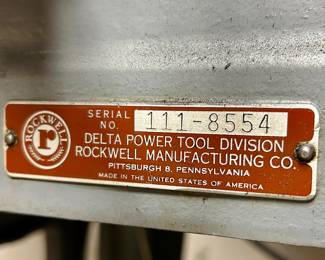 ROCKWELL
r
SERIAL NO. 111-8554
DELTA POWER TOOL DIVISION
ROCKWELL MANUFACTURING CO.
PITTSBURGH 8, PENNSYLVANIA
MADE IN THE UNITED STATES OF AMERICA